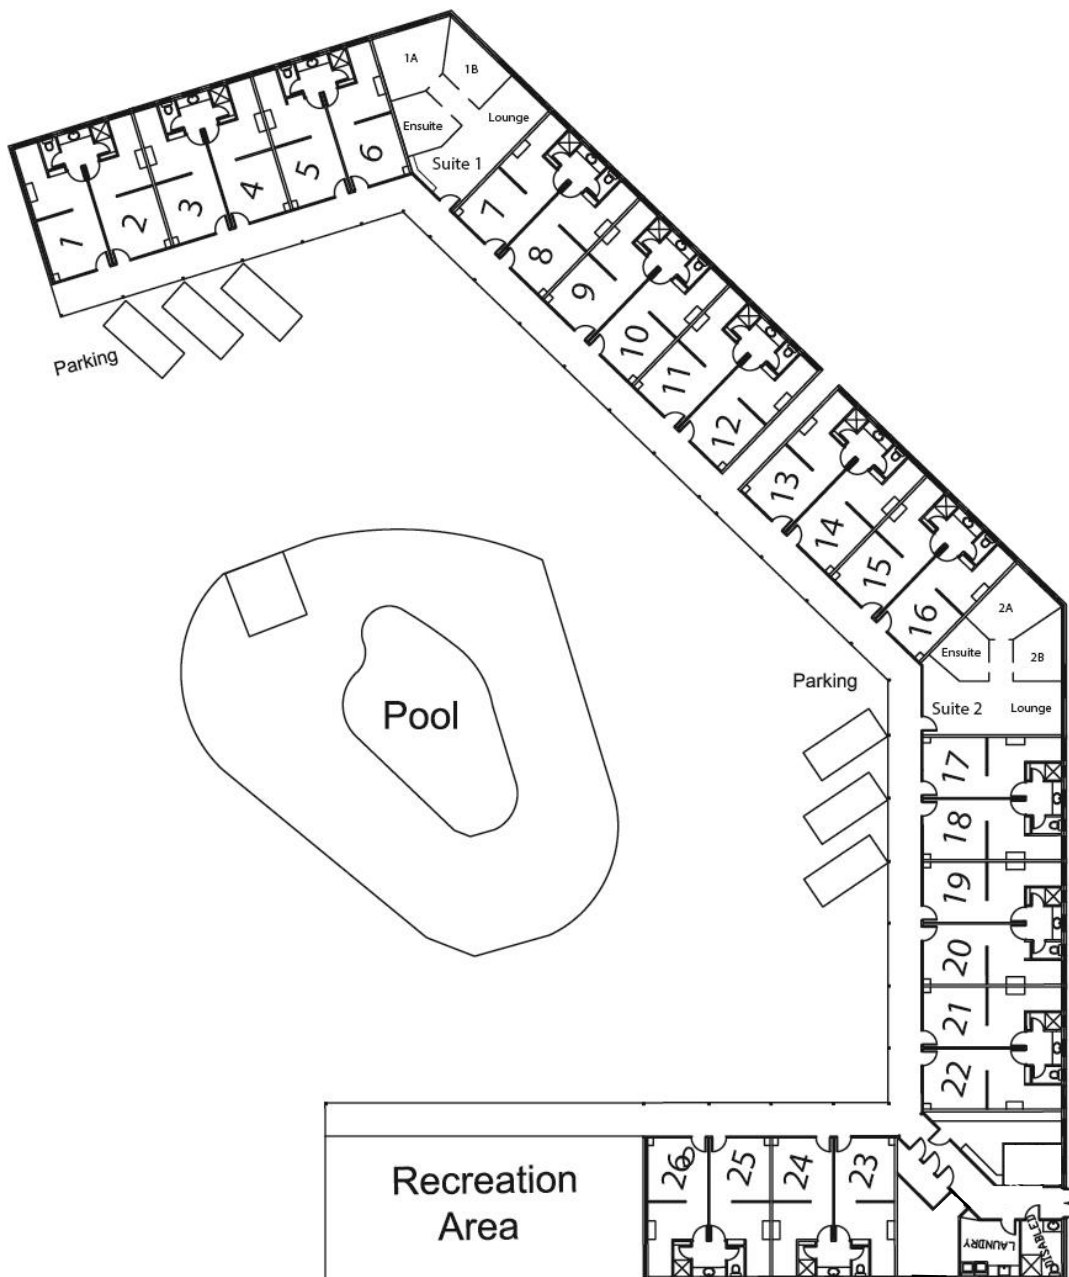 1A
1B
Lounge
Ensuite
Suite 1
1
2
3
4
5
6
7
8
9
10
11
12
13
14
15
16
Parking
2A
Ensuite
2B
Suite 2
Lounge
Parking
Pool
17
18
19
20
21
22
26
25
24
23
Recreation
Area
LAUNDRY
DISABLED